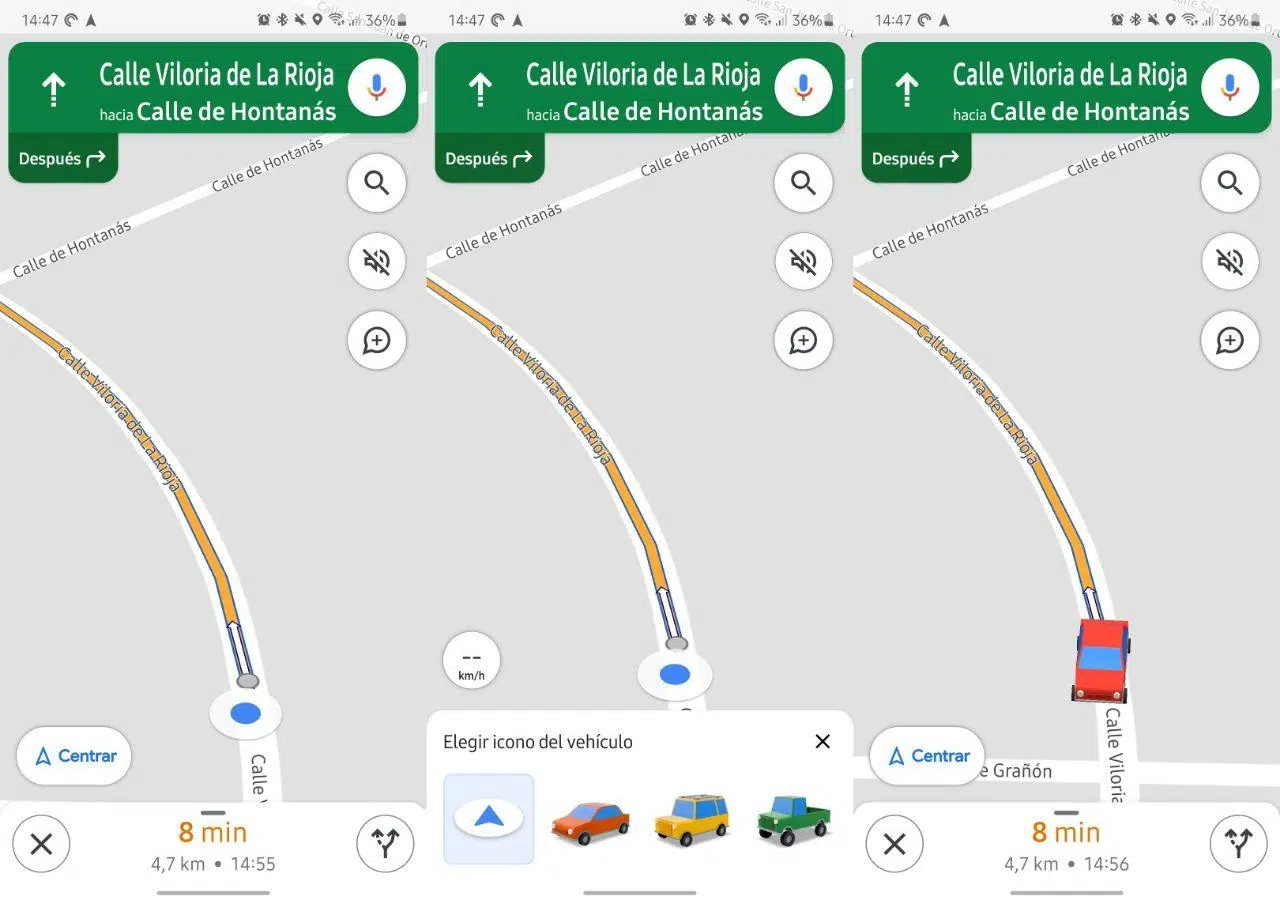 14:47
36%
Calle Viloria de La Rioja
hacia Calle de Hontanás
Después
Calle de Hontanás
Calle de Hontanás
Calle Viloria de la Rioja
Centrar
Calle
8 min
4,7 km • 14:55
14:47
36%
Calle Viloria de La Rioja
hacia Calle de Hontanás
Después
Calle de Hontanás
Calle de Hontanás
Calle Viloria de la Rioja
--
km/h
Elegir icono del vehículo
14:47
36%
Calle Viloria de La Rioja
hacia Calle de Hontanás
Después
Calle de Hontanás
Calle de Hontanás
Calle Viloria de la Rioja
Centrar
e Grañón
Calle Viloria
8 min
4,7 km • 14:56